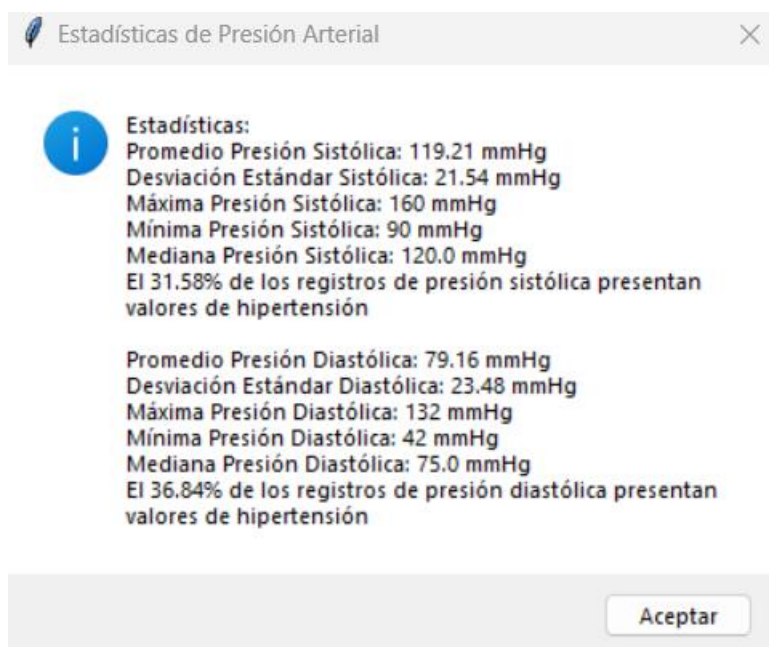 Estadísticas de Presión Arterial
Estadísticas:
Promedio Presión Sistólica: 119.21 mmHg
Desviación Estándar Sistólica: 21.54 mmHg
Máxima Presión Sistólica: 160 mmHg
Mínima Presión Sistólica: 90 mmHg
Mediana Presión Sistólica: 120.0 mmHg
El 31.58% de los registros de presión sistólica presentan
valores de hipertensión
Promedio Presión Diastólica: 79.16 mmHg
Desviación Estándar Diastólica: 23.48 mmHg
Máxima Presión Diastólica: 132 mmHg
Mínima Presión Diastólica: 42 mmHg
Mediana Presión Diastólica: 75.0 mmHg
El 36.84% de los registros de presión diastólica presentan
valores de hipertensión
Aceptar